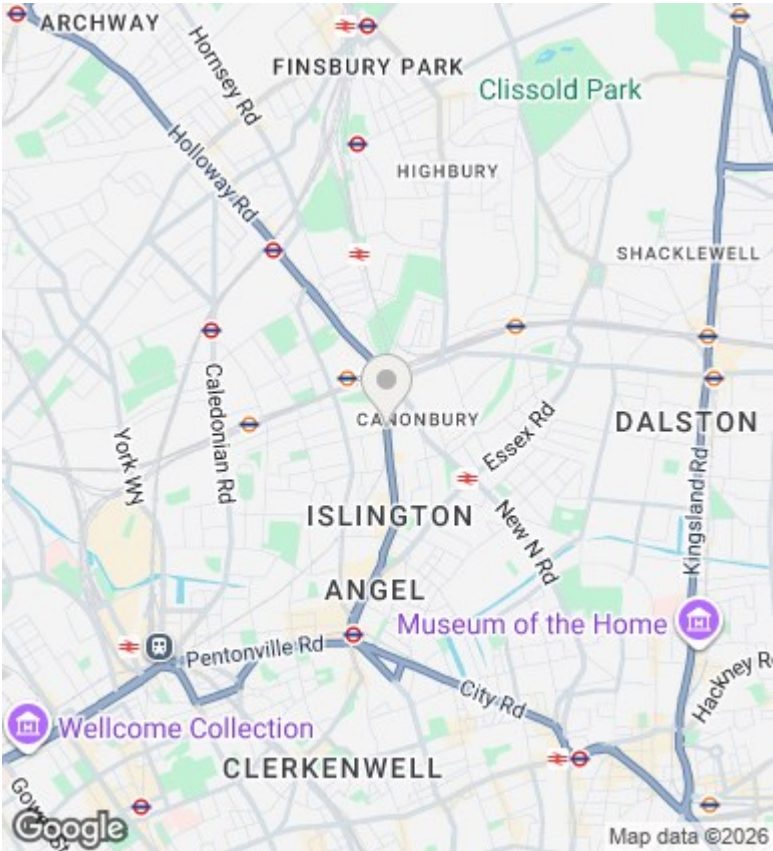 ARCHWAY
Hornsey Rd
FINSBURY PARK
Clissold Park
Holloway Rd
HIGHBURY
SHACKLEWELL
Caledonian Rd
CANONBURY
Essex Rd
DALSTON
York Wy
Kingsland Rd
ISLINGTON
New N Rd
ANGEL
Museum of the Home
Pentonville Rd
Hackney Rd
City Rd
Wellcome Collection
CLERKENWELL
Google
Map data ©2026